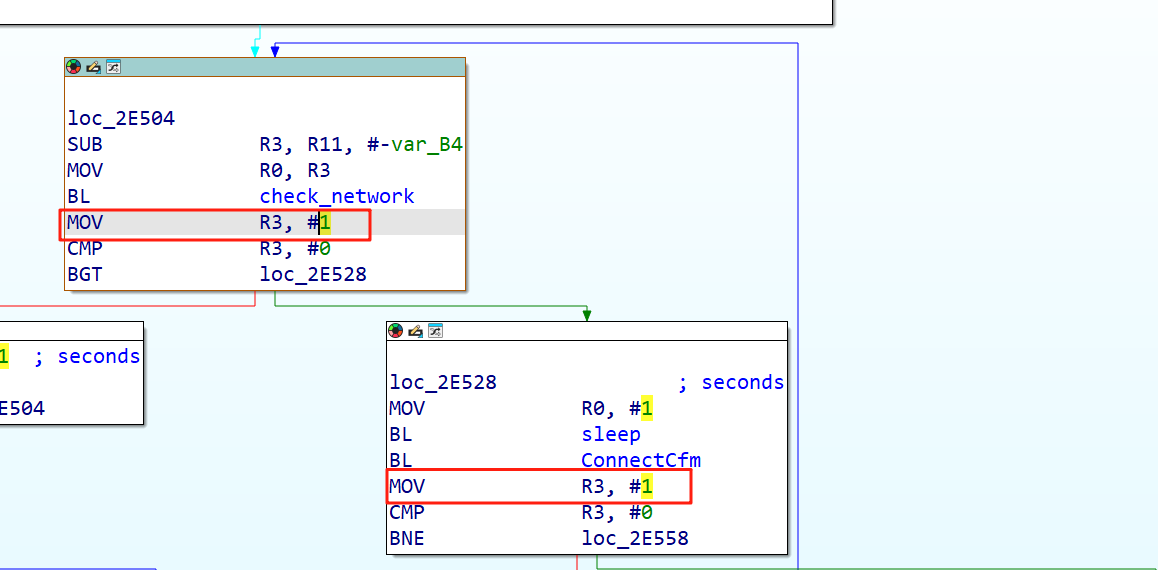 loc_2E504
SUB R3, R11, #-var_B4
MOV R0, R3
BL check_network
MOV R3, #1
CMP R3, #0
BGT loc_2E528
1 ; seconds
E504
loc_2E528 ; seconds
MOV R0, #1
BL sleep
BL ConnectCfm
MOV R3, #1
CMP R3, #0
BNE loc_2E558